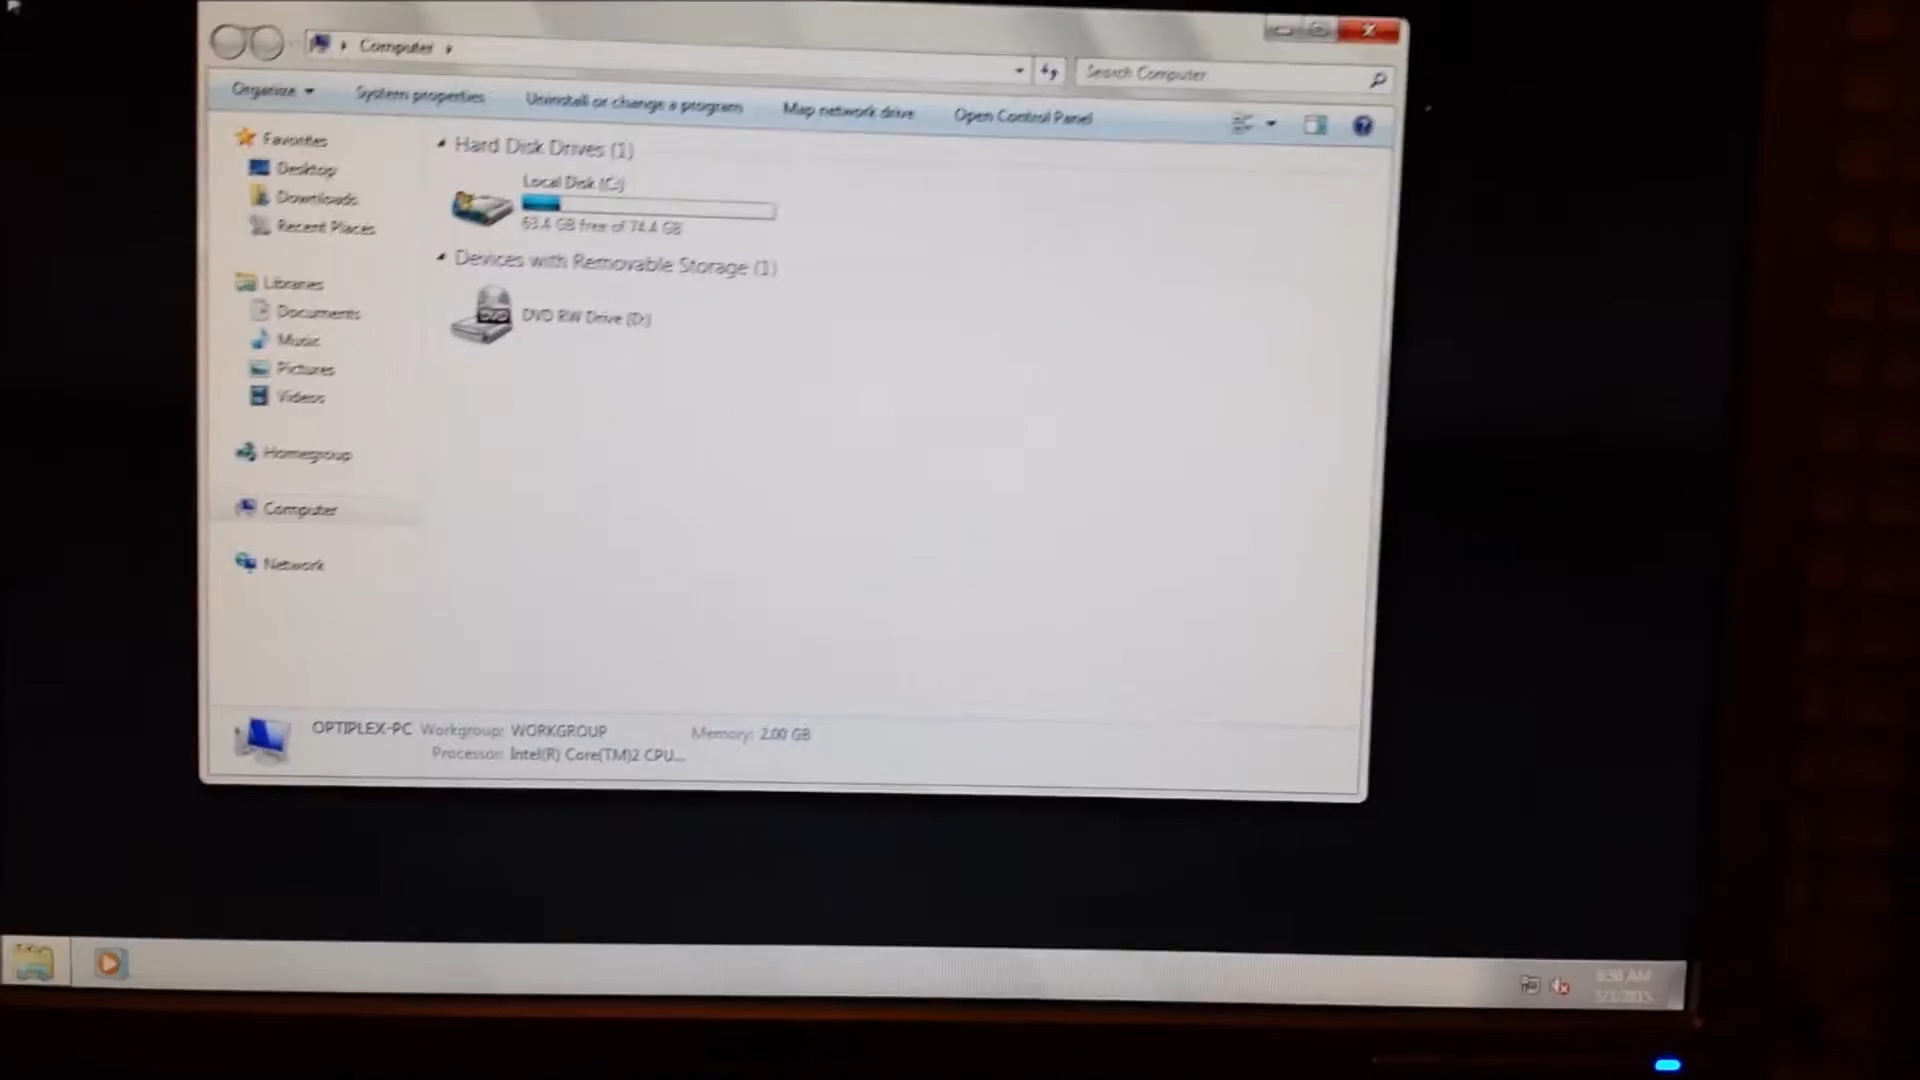 Computer
Search Computer
Organize
System properties
Uninstall or change a program
Map network drive
Open Control Panel
Favorites
Desktop
Downloads
Recent Places
Libraries
Documents
Music
Pictures
Videos
Homegroup
Computer
Network
Hard Disk Drives (1)
Local Disk (C:)
63.4 GB free of 74.4 GB
Devices with Removable Storage (1)
DVD RW Drive (D:)
OPTIPLEX-PC Workgroup: WORKGROUP
Memory: 2.00 GB
Processor: Intel(R) Core(TM)2 CPU...